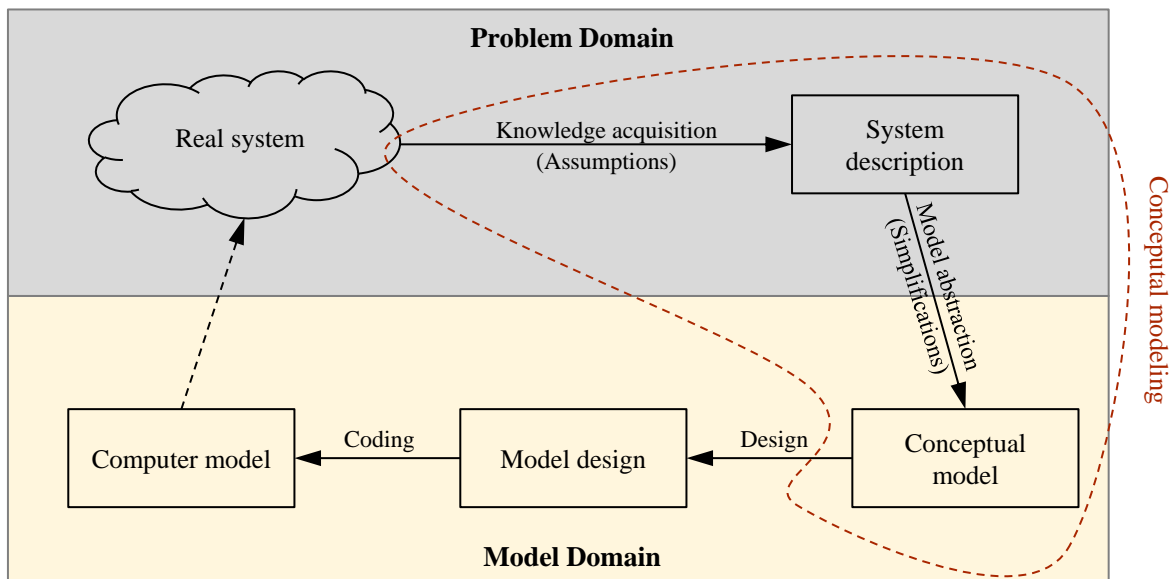 Problem Domain
Real system
Knowledge acquisition
(Assumptions)
System
description
Model abstraction
(Simplifications)
Conceputal modeling
Computer model
Coding
Model design
Design
Conceptual
model
Model Domain